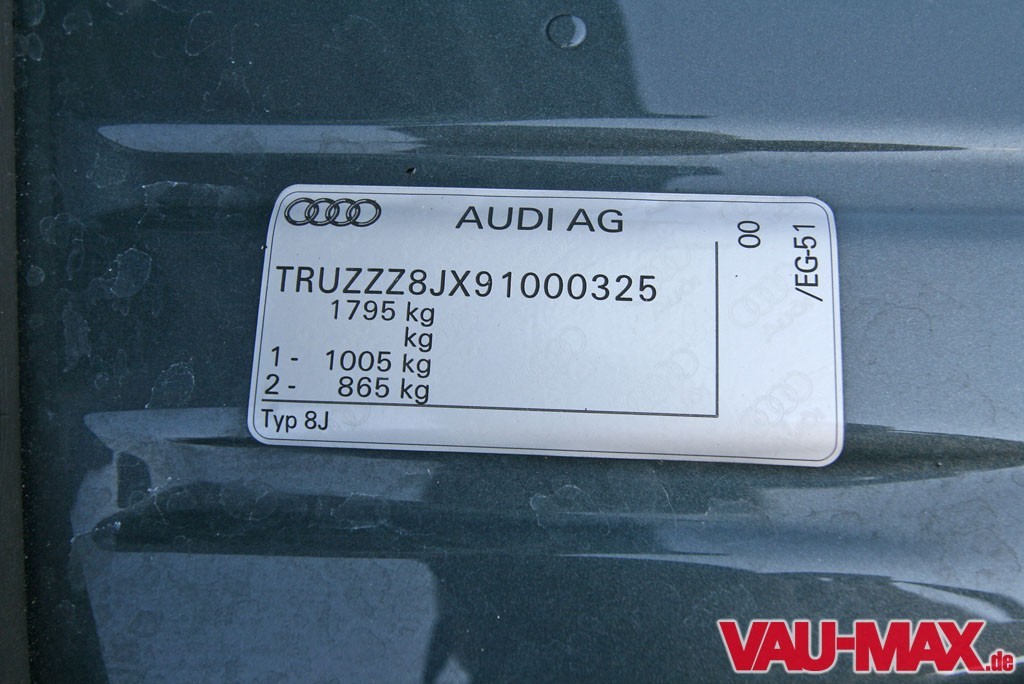 AUDI AG
TRUZZZ8JX91000325
1795 kg
kg
1 - 1005 kg
2 - 865 kg
Typ 8J
00
/EG-51
VAU-MAX.de